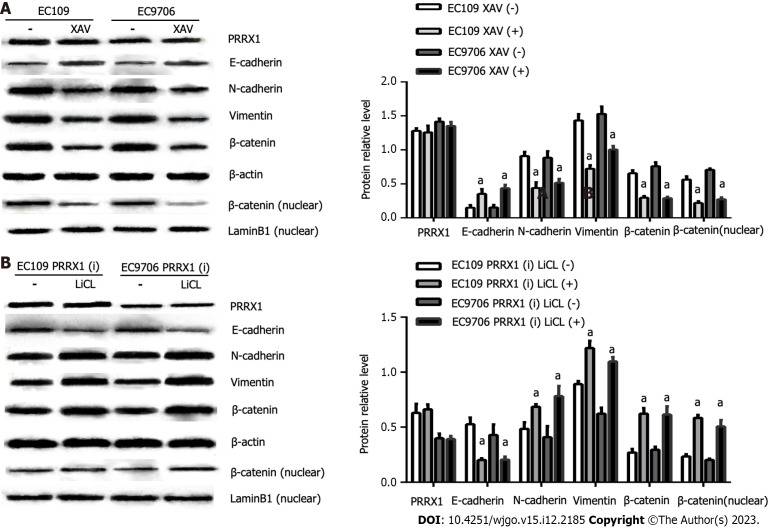 A
EC109 EC9706
- XAV - XAV
PRRX1
E-cadherin
N-cadherin
Vimentin
β-catenin
β-actin
β-catenin (nuclear)
LaminB1 (nuclear)
EC109 XAV (-)
EC109 XAV (+)
EC9706 XAV (-)
EC9706 XAV (+)
Protein relative level
2.0
1.5
1.0
0.5
0.0
a a a a a a a a a a
A B
PRRX1 E-cadherin N-cadherin Vimentin β-catenin β-catenin(nuclear)
B
EC109 PRRX1 (i) EC9706 PRRX1 (i)
- LiCL - LiCL
PRRX1
E-cadherin
N-cadherin
Vimentin
β-catenin
β-actin
β-catenin (nuclear)
LaminB1 (nuclear)
EC109 PRRX1 (i) LiCL (-)
EC109 PRRX1 (i) LiCL (+)
EC9706 PRRX1 (i) LiCL (-)
EC9706 PRRX1 (i) LiCL (+)
Protein relative level
1.5
1.0
0.5
0.0
a a a a a a a a a a
PRRX1 E-cadherin N-cadherin Vimentin β-catenin β-catenin(nuclear)
DOI: 10.4251/wjgo.v15.i12.2185 Copyright ©The Author(s) 2023.